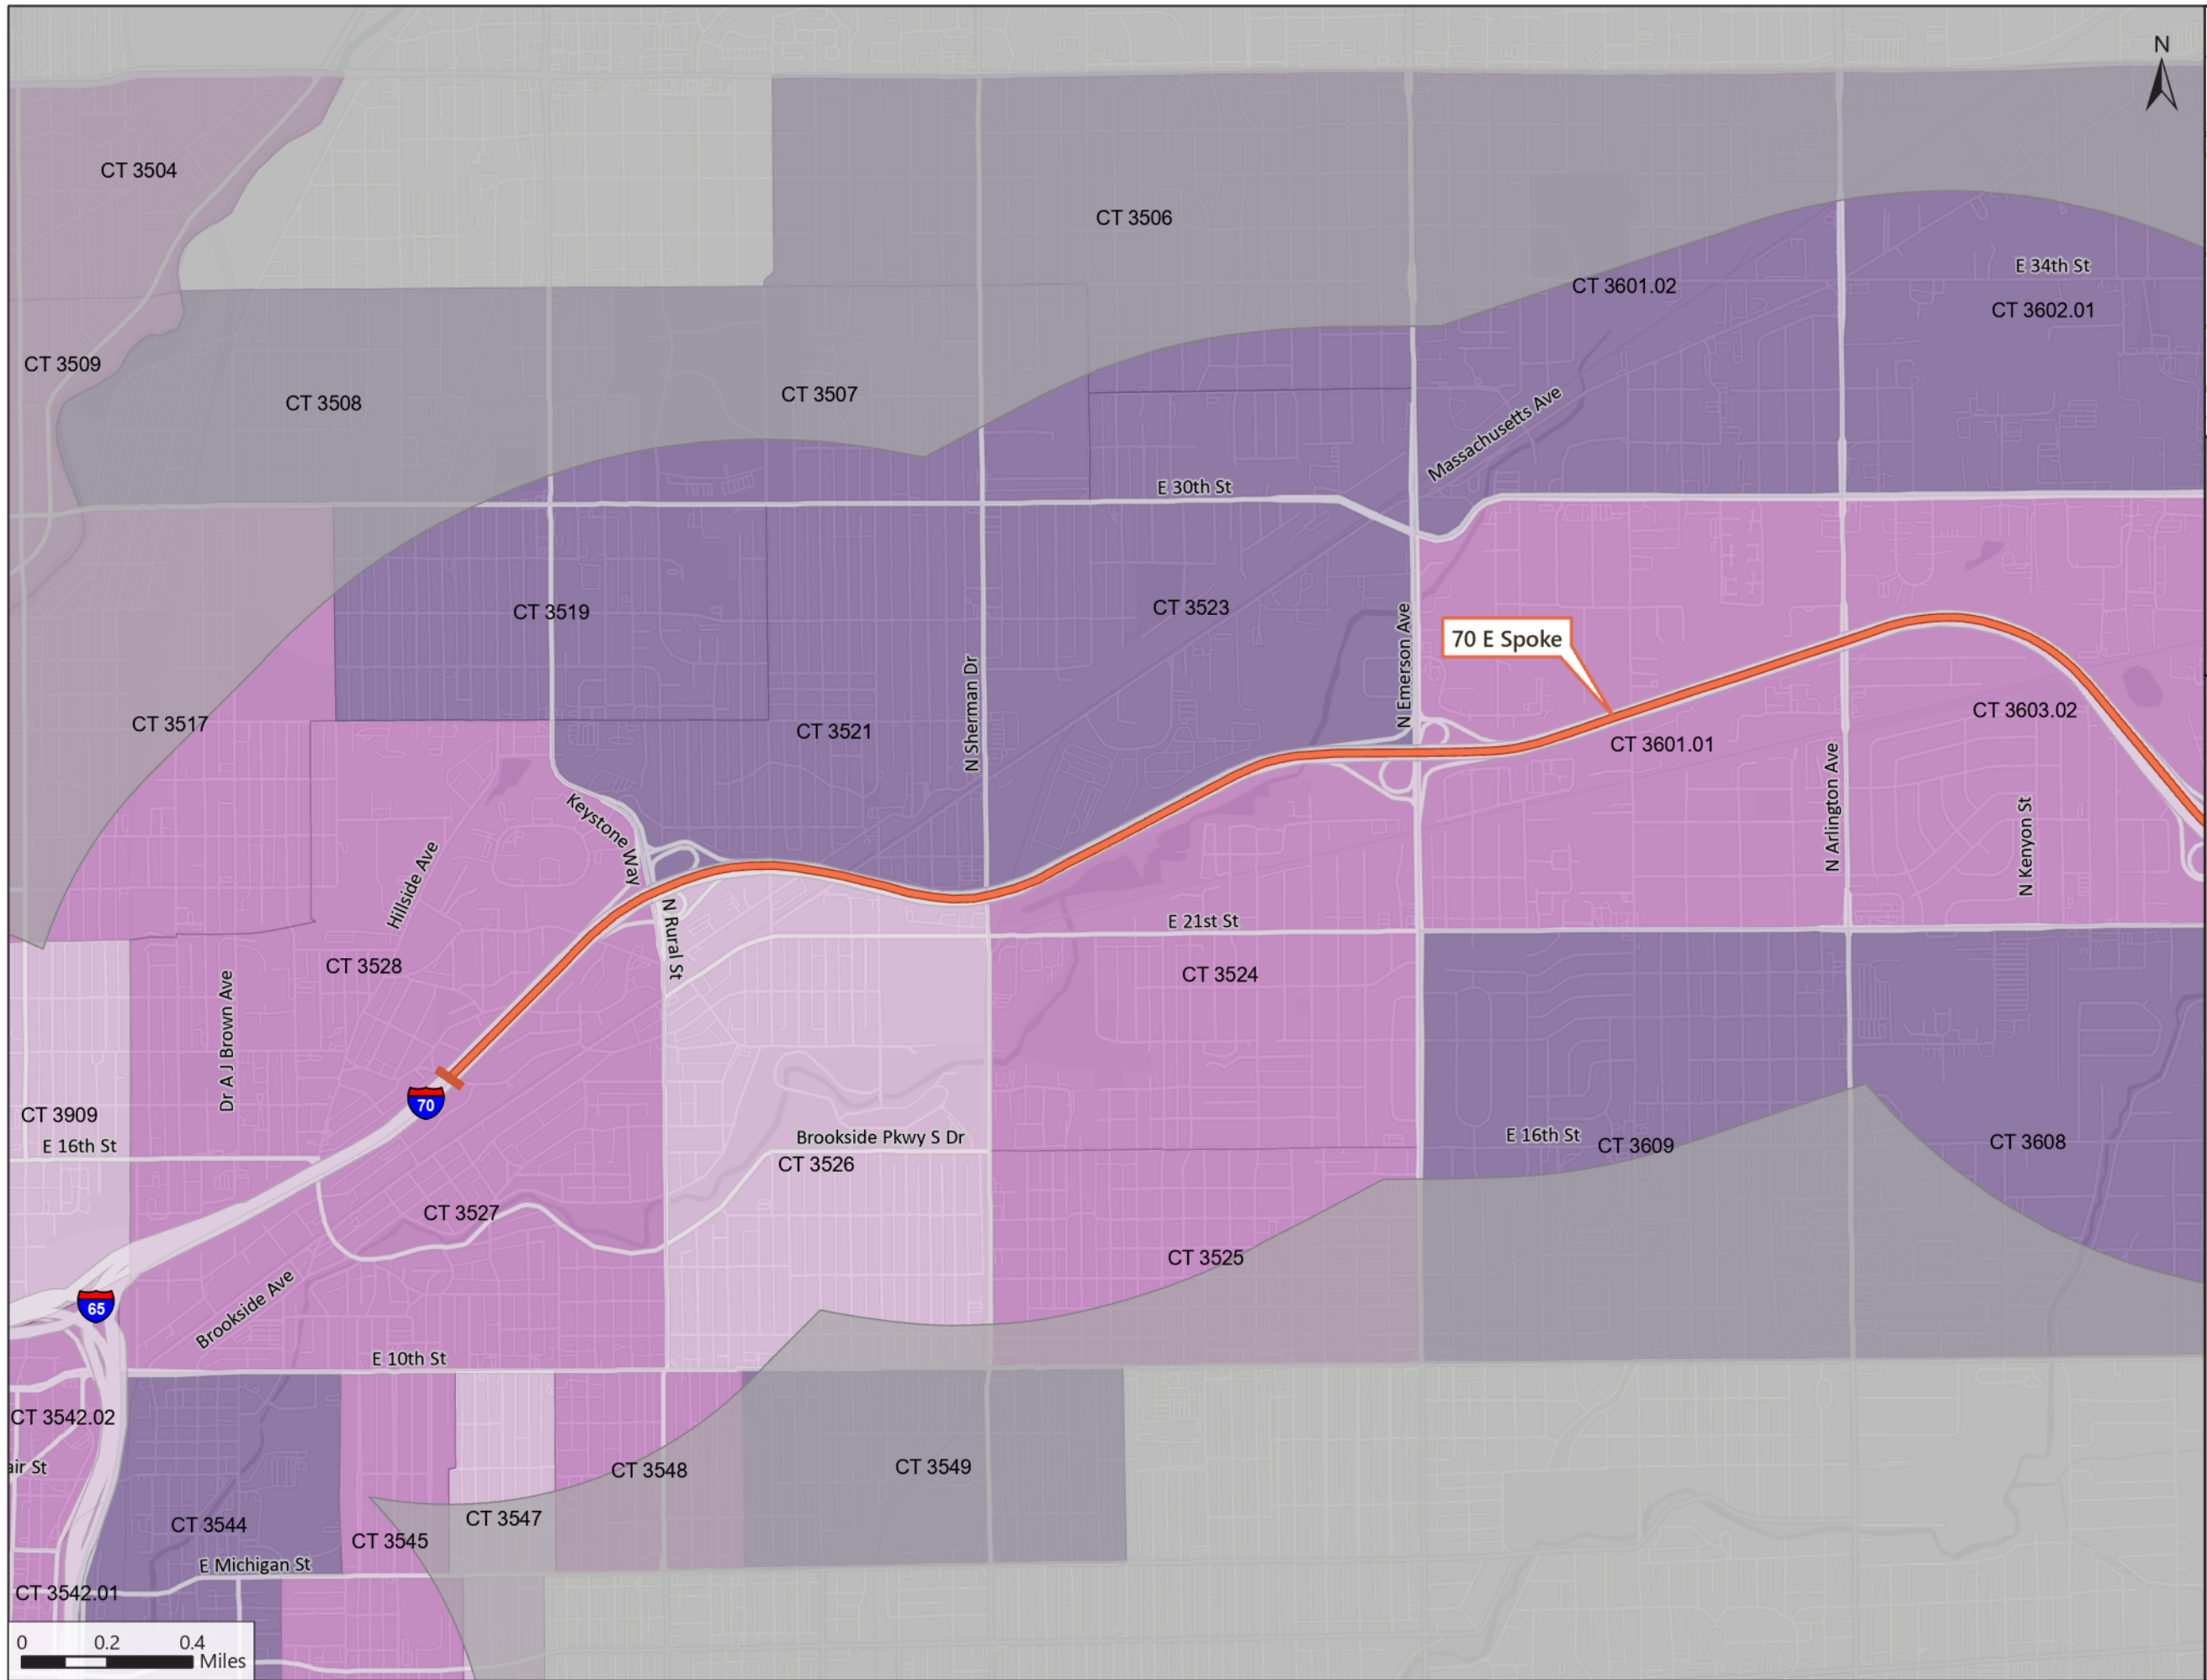 N
CT 3504
CT 3506
E 34th St
CT 3601.02
CT 3602.01
CT 3509
CT 3508
CT 3507
Massachusetts Ave
E 30th St
CT 3519
CT 3523
N Emerson Ave
70 E Spoke
N Sherman Dr
CT 3517
CT 3521
CT 3603.02
CT 3601.01
N Arlington Ave
N Kenyon St
Keystone Way
Hillside Ave
N Rural St
E 21st St
CT 3528
CT 3524
Dr A J Brown Ave
70
CT 3909
E 16th St
Brookside Pkwy S Dr
CT 3526
E 16th St
CT 3609
CT 3608
CT 3527
CT 3525
65
Brookside Ave
E 10th St
CT 3542.02
air St
CT 3548
CT 3549
CT 3544
CT 3547
CT 3545
E Michigan St
CT 3542.01
0 0.2 0.4
Miles